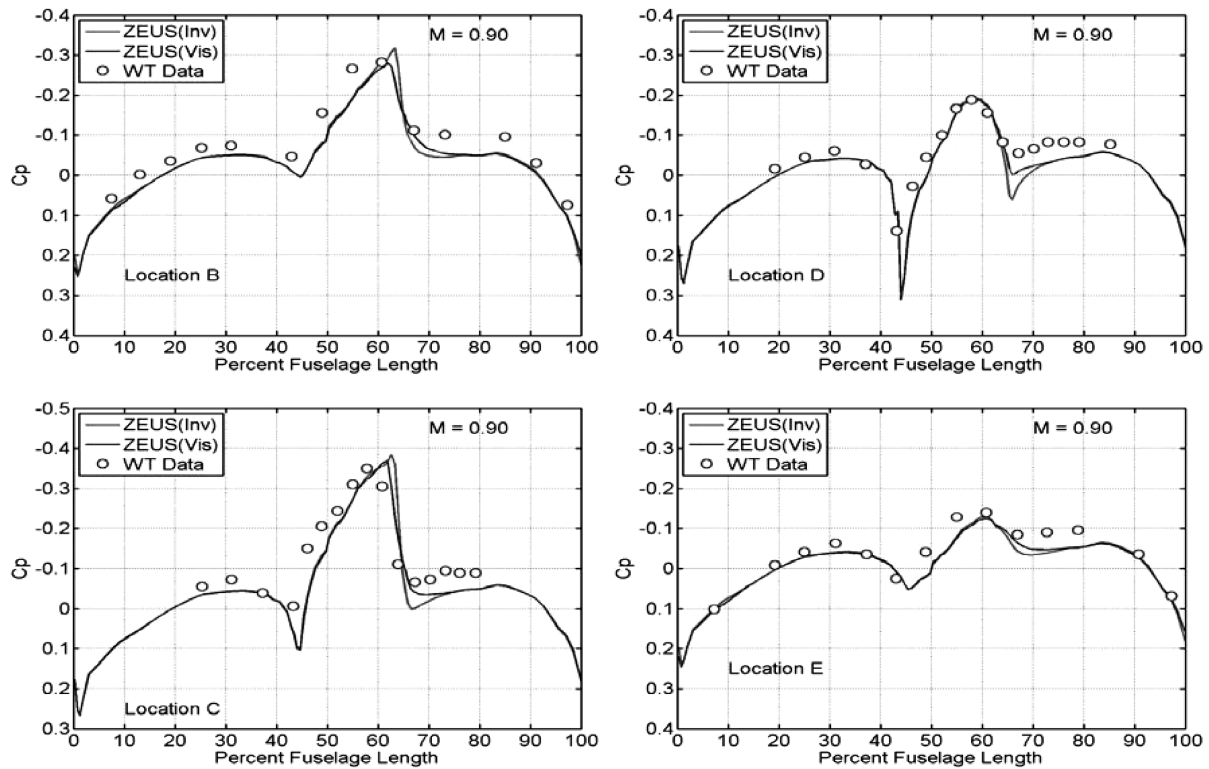 -0.4
-0.3
-0.2
-0.1
0
0.1
0.2
0.3
0.4
Cp
ZEUS(Inv)
ZEUS(Vis)
WT Data
M = 0.90
Location B
0 10 20 30 40 50 60 70 80 90 100
Percent Fuselage Length
-0.4
-0.3
-0.2
-0.1
0
0.1
0.2
0.3
0.4
Cp
ZEUS(Inv)
ZEUS(Vis)
WT Data
M = 0.90
Location D
0 10 20 30 40 50 60 70 80 90 100
Percent Fuselage Length
-0.5
-0.4
-0.3
-0.2
-0.1
0
0.1
0.2
0.3
Cp
ZEUS(Inv)
ZEUS(Vis)
WT Data
M = 0.90
Location C
0 10 20 30 40 50 60 70 80 90 100
Percent Fuselage Length
-0.4
-0.3
-0.2
-0.1
0
0.1
0.2
0.3
0.4
Cp
ZEUS(Inv)
ZEUS(Vis)
WT Data
M = 0.90
Location E
0 10 20 30 40 50 60 70 80 90 100
Percent Fuselage Length